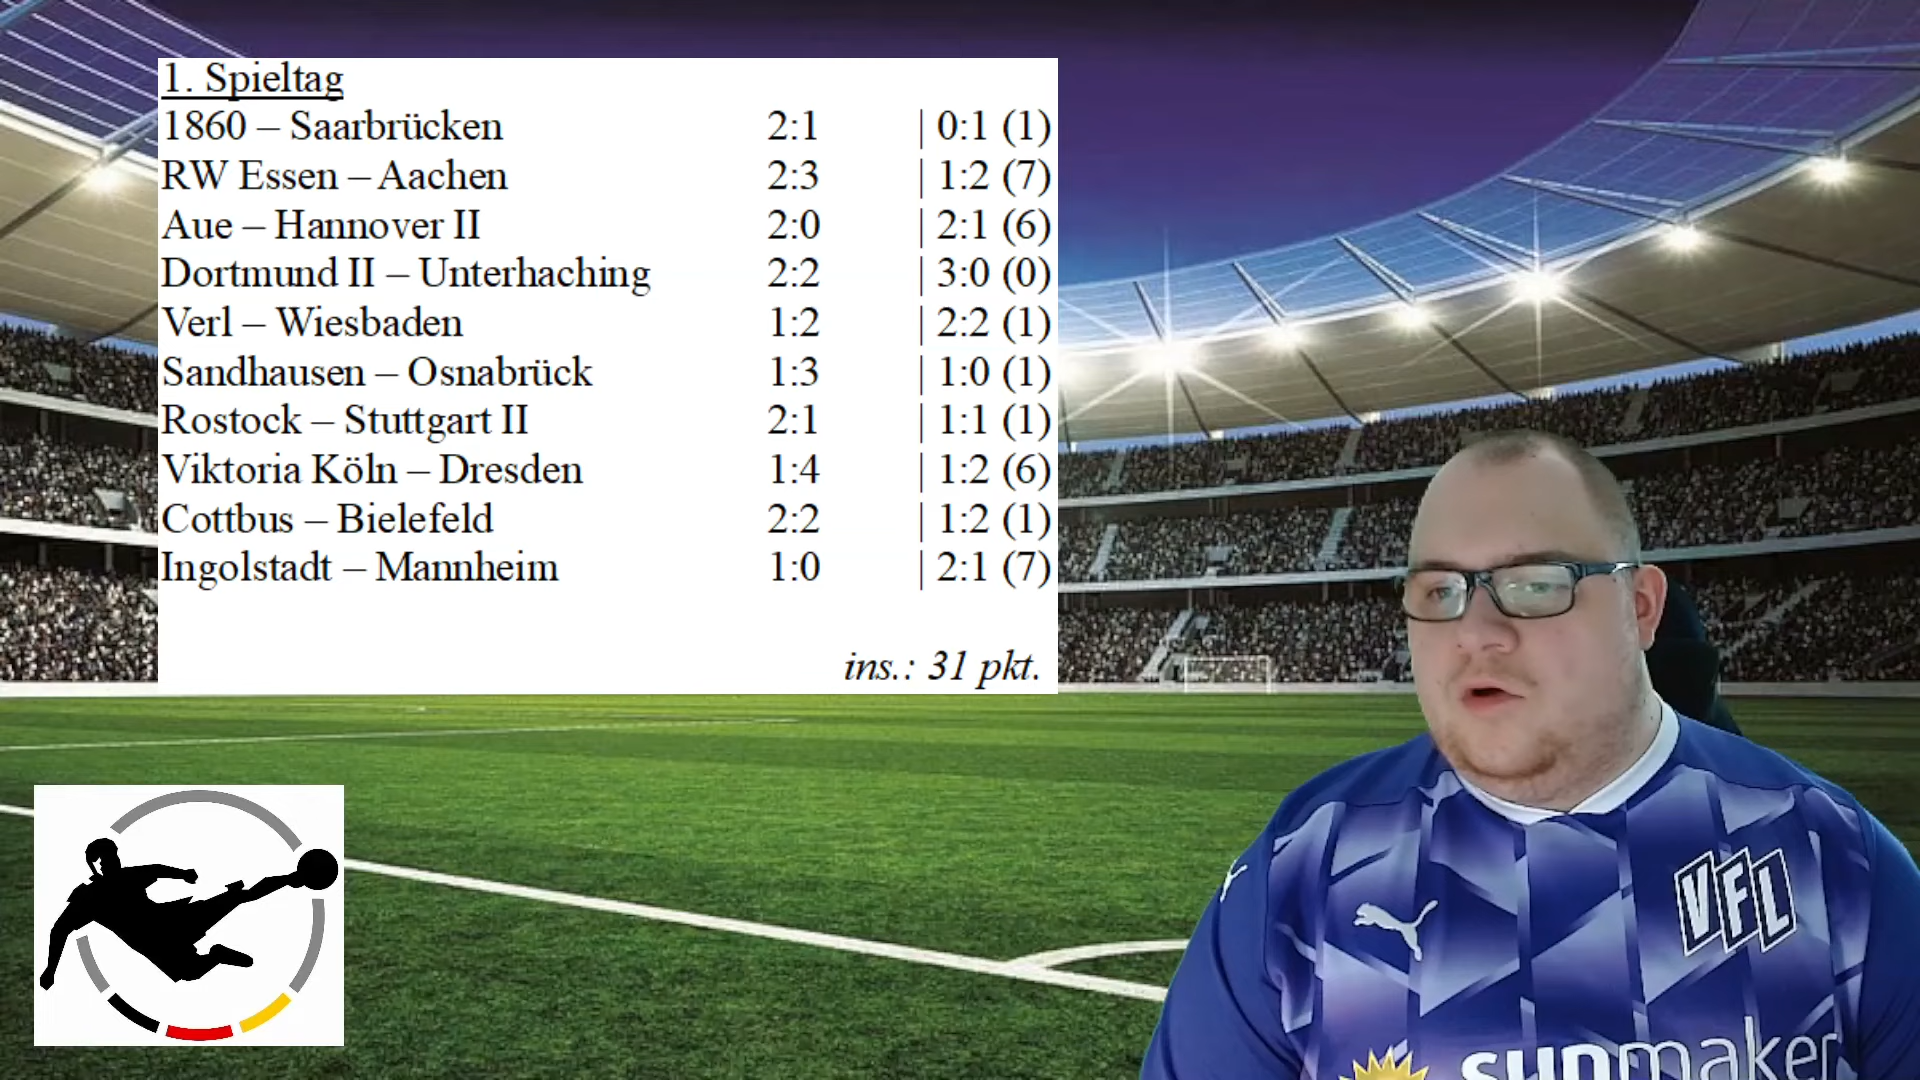 1. Spieltag
1860 – Saarbrücken 2:1 | 0:1 (1)
RW Essen – Aachen 2:3 | 1:2 (7)
Aue – Hannover II 2:0 | 2:1 (6)
Dortmund II – Unterhaching 2:2 | 3:0 (0)
Verl – Wiesbaden 1:2 | 2:2 (1)
Sandhausen – Osnabrück 1:3 | 1:0 (1)
Rostock – Stuttgart II 2:1 | 1:1 (1)
Viktoria Köln – Dresden 1:4 | 1:2 (6)
Cottbus – Bielefeld 2:2 | 1:2 (1)
Ingolstadt – Mannheim 1:0 | 2:1 (7)
ins.: 31 pkt.
VFL
sunmaker